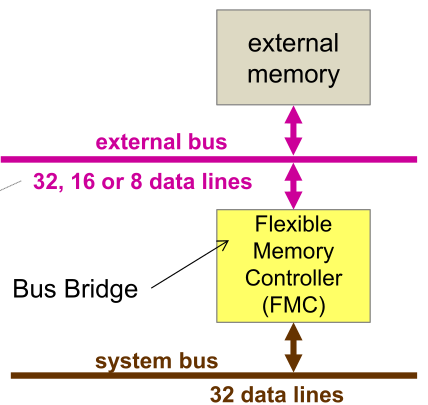 external
memory
external bus
32, 16 or 8 data lines
Flexible
Memory
Controller
(FMC)
Bus Bridge
system bus
32 data lines